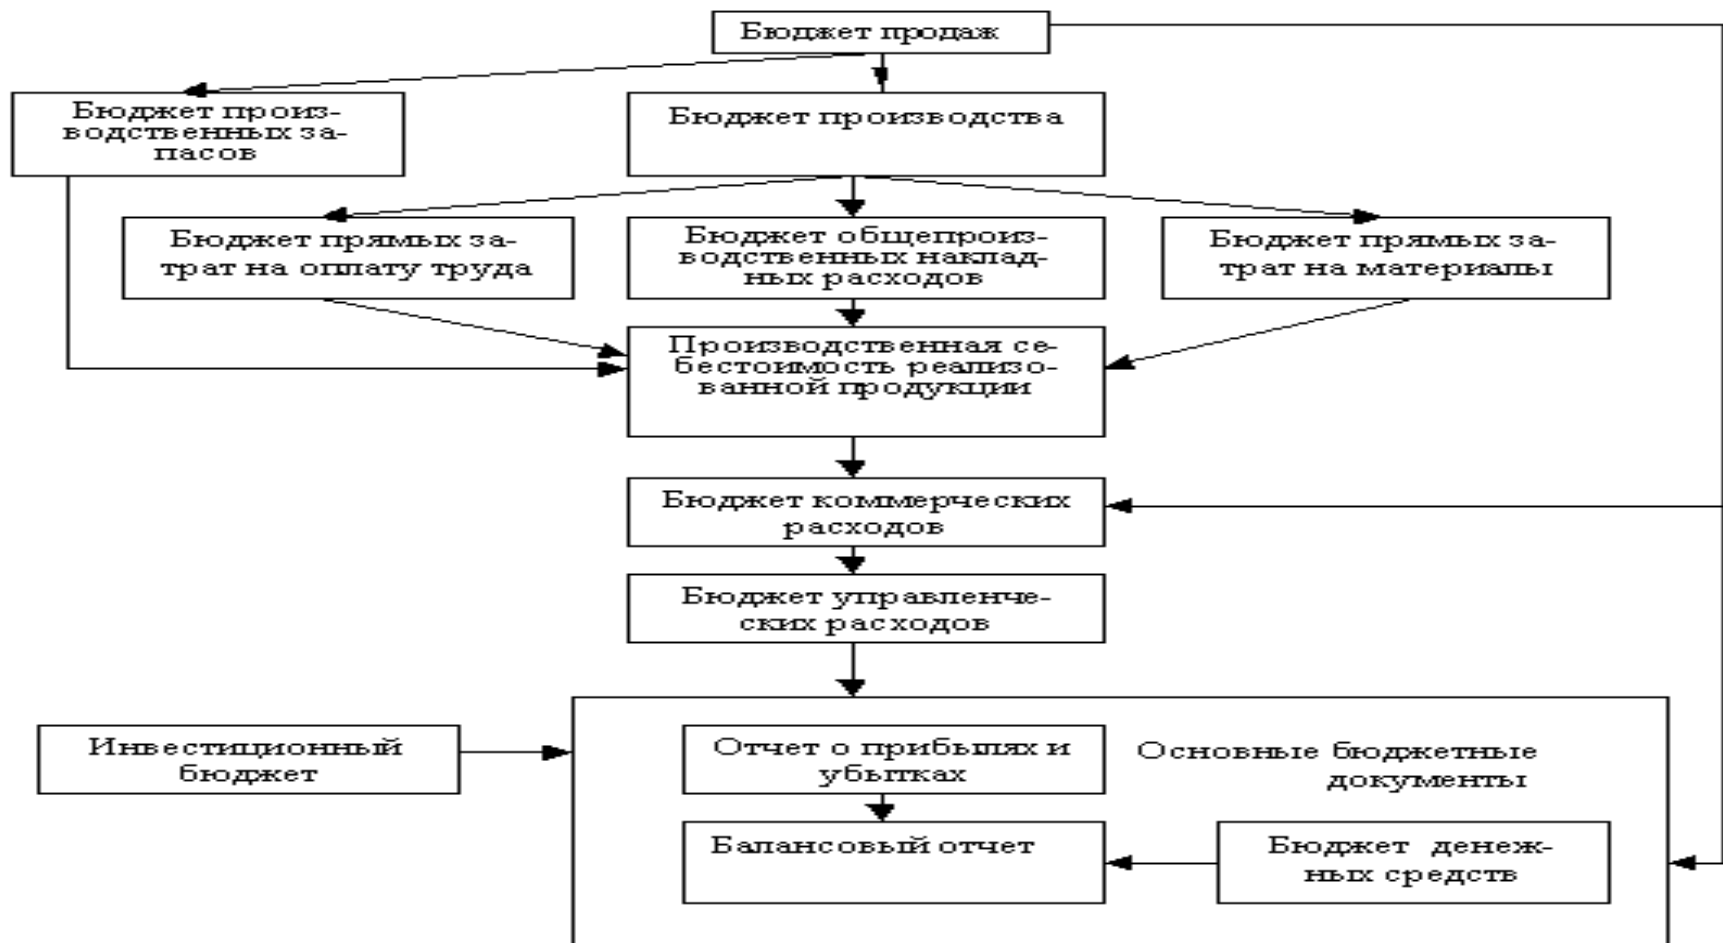 Бюджет продаж
Бюджет произ-
водственных за-
пасов
Бюджет производства
Бюджет прямых за-
трат на оплату труда
Бюджет общепроиз-
водственных наклад-
ных расходов
Бюджет прямых за-
трат на материалы
Производственная се-
бестоимость реализо-
ванной продукции
Бюджет коммерческих
расходов
Бюджет управленче-
ских расходов
Инвестиционный
бюджет
Отчет о прибылях и
убытках
Основные бюджетные
документы
Балансовый отчет
Бюджет денеж-
ных средств